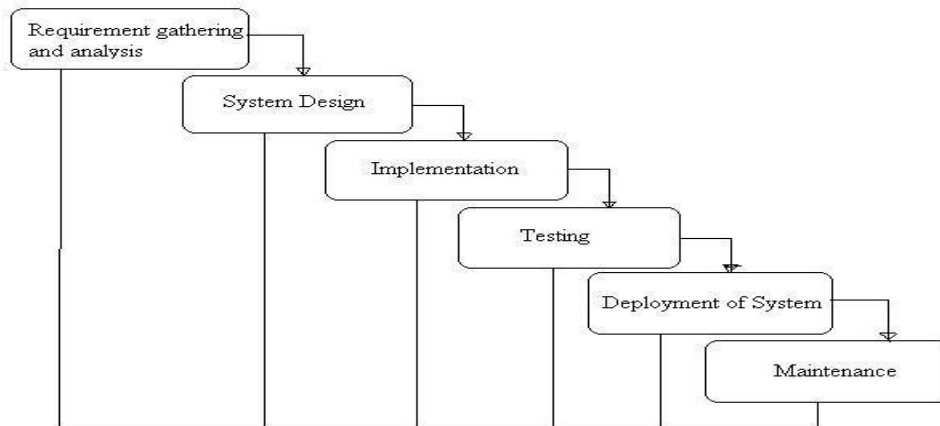 Requirement gathering
and analysis
System Design
Implementation
Testing
Deployment of System
Maintenance